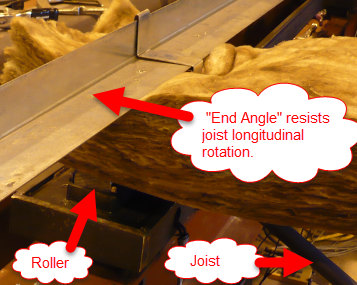 "End Angle" resists
joist longitudinal
rotation.
Roller
Joist